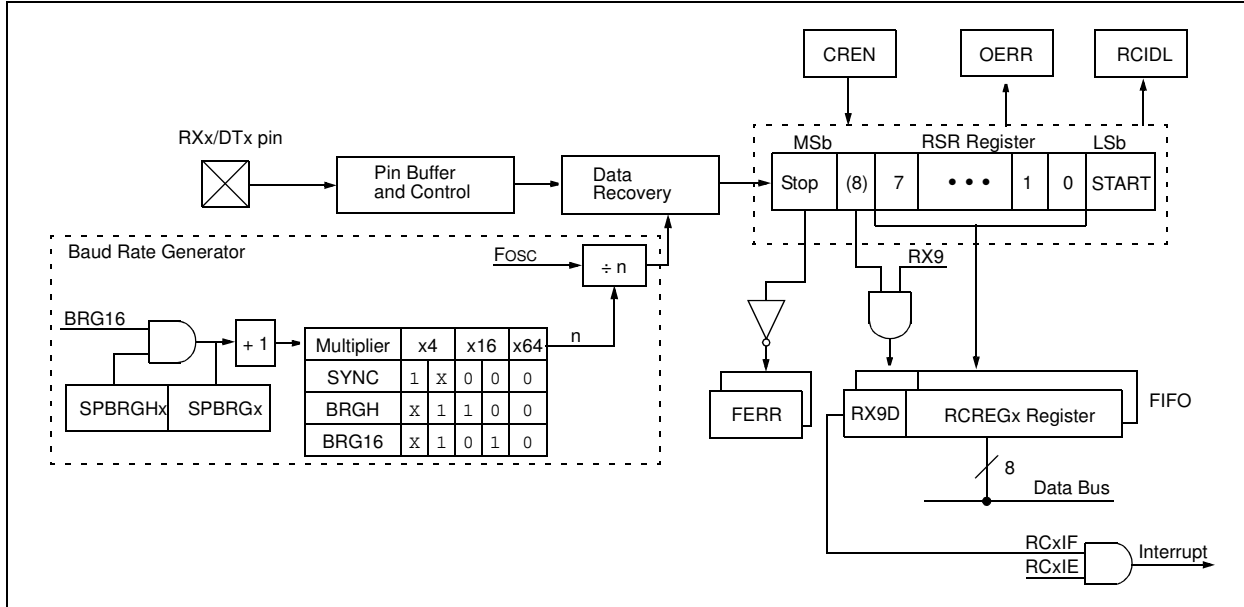 CREN
OERR
RCIDL
RXx/DTx pin
MSb
RSR Register
LSb
Pin Buffer
and Control
Data
Recovery
Stop
(8)
7
• • •
1
0
START
Baud Rate Generator
FOSC
÷ n
RX9
BRG16
+ 1
n
Multiplier x4 x16 x64
SYNC 1 X 0 0 0
BRGH X 1 1 0 0
BRG16 X 1 0 1 0
SPBRGHx
SPBRGx
FERR
RX9D
RCREGx Register
FIFO
8
Data Bus
RCxIF
RCxIE
Interrupt